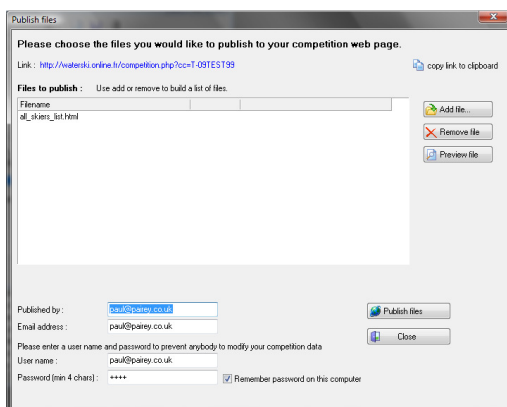 Publish files
Please choose the files you would like to publish to your competition web page.
Link : http://waterski.online.fr/competition.php?cc=T-09TEST99
copy link to clipboard
Files to publish : Use add or remove to build a list of files.
Filename
Add file...
all_skiers_list.html
Remove file
Preview file
Published by : paul@pairey.co.uk
Publish files
Email address : paul@pairey.co.uk
Close
Please enter a user name and password to prevent anybody to modify your competition data
User name : paul@pairey.co.uk
Password (min 4 chars) : ++++ Remember password on this computer